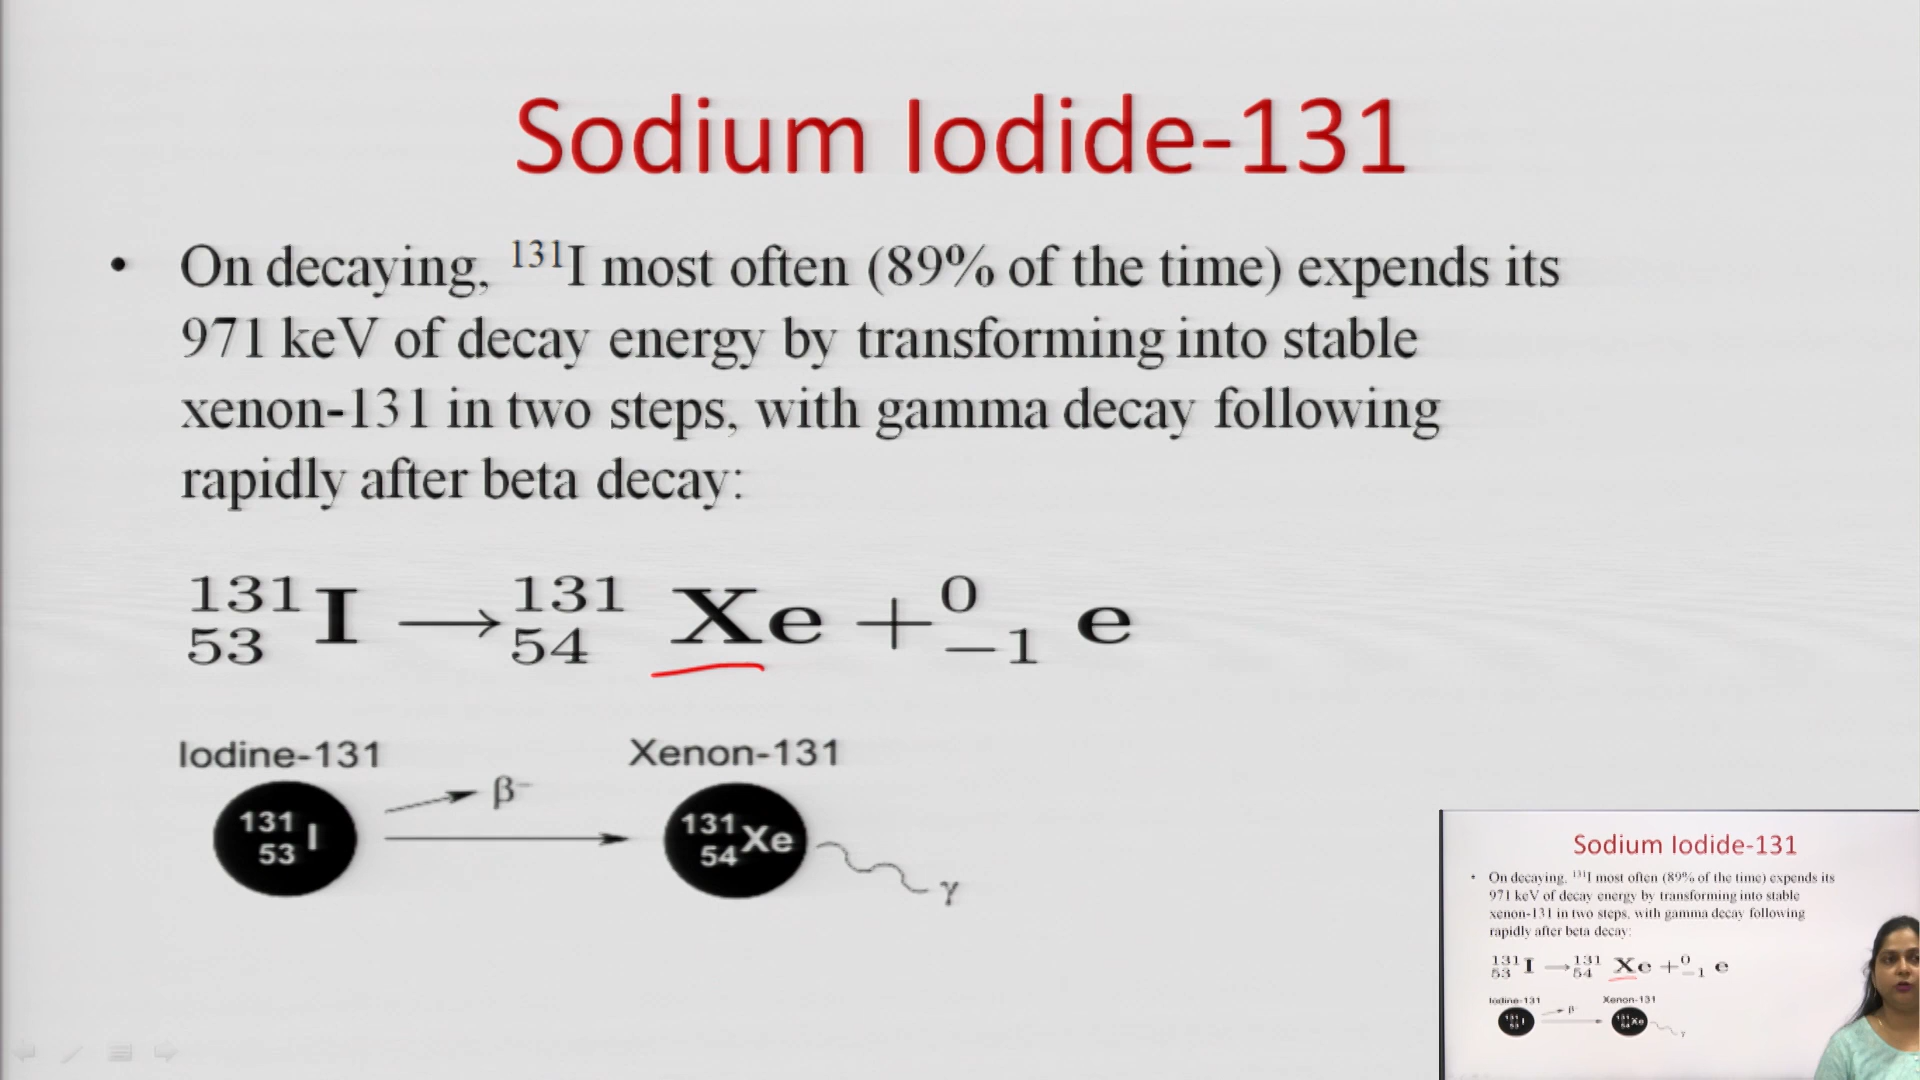 Sodium Iodide-131
• On decaying, ¹³¹I most often (89% of the time) expends its
971 keV of decay energy by transforming into stable
xenon-131 in two steps, with gamma decay following
rapidly after beta decay:
¹³¹₅₃I → ¹³¹₅₄Xe + ⁰₋₁e
Iodine-131 Xenon-131
β⁻
¹³¹₅₃I ¹³¹₅₄Xe
γ
Sodium Iodide-131
• On decaying, ¹³¹I most often (89% of the time) expends its
971 keV of decay energy by transforming into stable
xenon-131 in two steps, with gamma decay following
rapidly after beta decay:
¹³¹₅₃I → ¹³¹₅₄Xe + ⁰₋₁e
Iodine-131 Xenon-131
β
¹³¹₅₃I ¹³¹₅₄Xe
γ